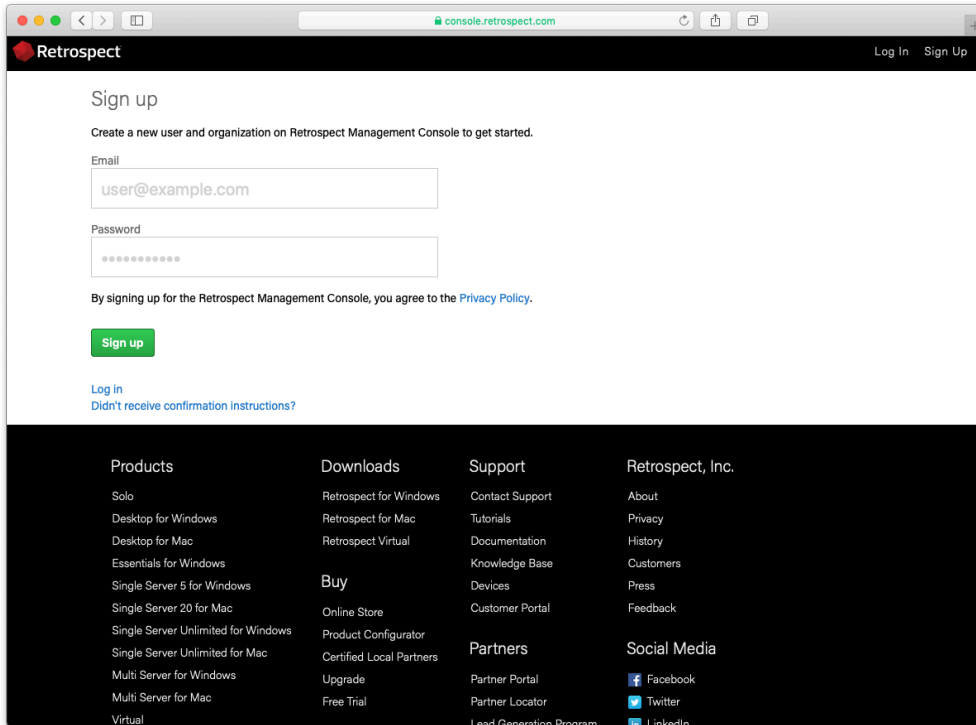 console.retrospect.com
Retrospect
Log In Sign Up
Sign up
Create a new user and organization on Retrospect Management Console to get started.
Email
user@example.com
Password
By signing up for the Retrospect Management Console, you agree to the Privacy Policy.
Sign up
Log in
Didn't receive confirmation instructions?
Products
Solo
Desktop for Windows
Desktop for Mac
Essentials for Windows
Single Server 5 for Windows
Single Server 20 for Mac
Single Server Unlimited for Windows
Single Server Unlimited for Mac
Multi Server for Windows
Multi Server for Mac
Virtual
Downloads
Retrospect for Windows
Retrospect for Mac
Retrospect Virtual
Buy
Online Store
Product Configurator
Certified Local Partners
Upgrade
Free Trial
Support
Contact Support
Tutorials
Documentation
Knowledge Base
Devices
Customer Portal
Partners
Partner Portal
Partner Locator
Lead Generation Program
Retrospect, Inc.
About
Privacy
History
Customers
Press
Feedback
Social Media
Facebook
Twitter
LinkedIn